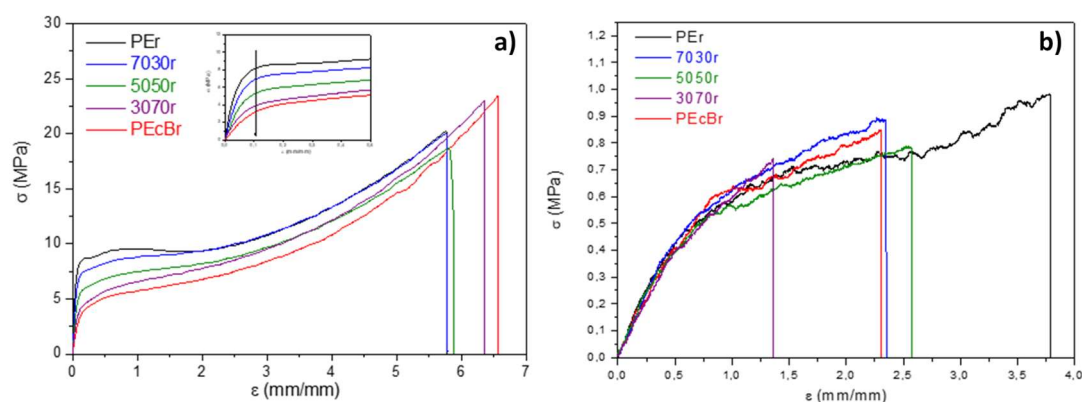 a)
PEr
7030r
5050r
3070r
PEcBr
σ (MPa)
30
25
20
15
10
5
0
0 1 2 3 4 5 6 7
ε (mm/mm)
b)
PEr
7030r
5050r
3070r
PEcBr
σ (MPa)
1,2
1,1
1,0
0,9
0,8
0,7
0,6
0,5
0,4
0,3
0,2
0,1
0,0
0,0 0,5 1,0 1,5 2,0 2,5 3,0 3,5 4,0
ε (mm/mm)